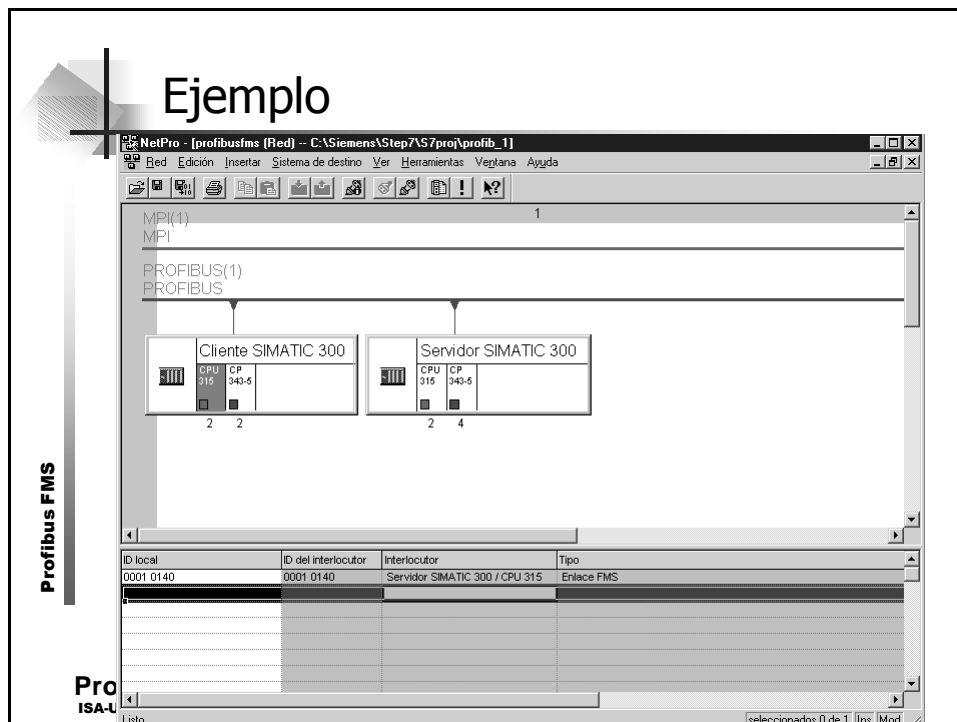 Ejemplo
NetPro - [profibusfms (Red) -- C:\Siemens\Step7\S7proj\profib_1]
Red Edición Insertar Sistema de destino Ver Herramientas Ventana Ayuda
1
MPI(1)
MPI
PROFIBUS(1)
PROFIBUS
Cliente SIMATIC 300
CPU 315
CP 343-5
2 2
Servidor SIMATIC 300
CPU 315
CP 343-5
2 4
Profibus FMS
ID local ID del interlocutor Interlocutor Tipo
0001 0140 0001 0140 Servidor SIMATIC 300 / CPU 315 Enlace FMS
Pro
ISA-U
Listo seleccionados 0 de 1 Ins Mod